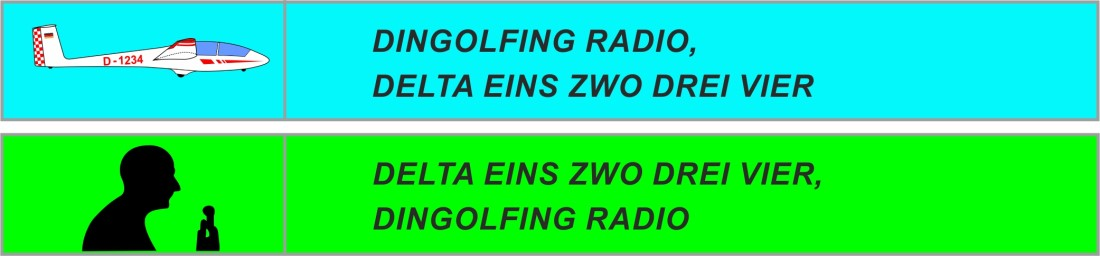 D-1234
DINGOLFING RADIO,
DELTA EINS ZWO DREI VIER
DELTA EINS ZWO DREI VIER,
DINGOLFING RADIO